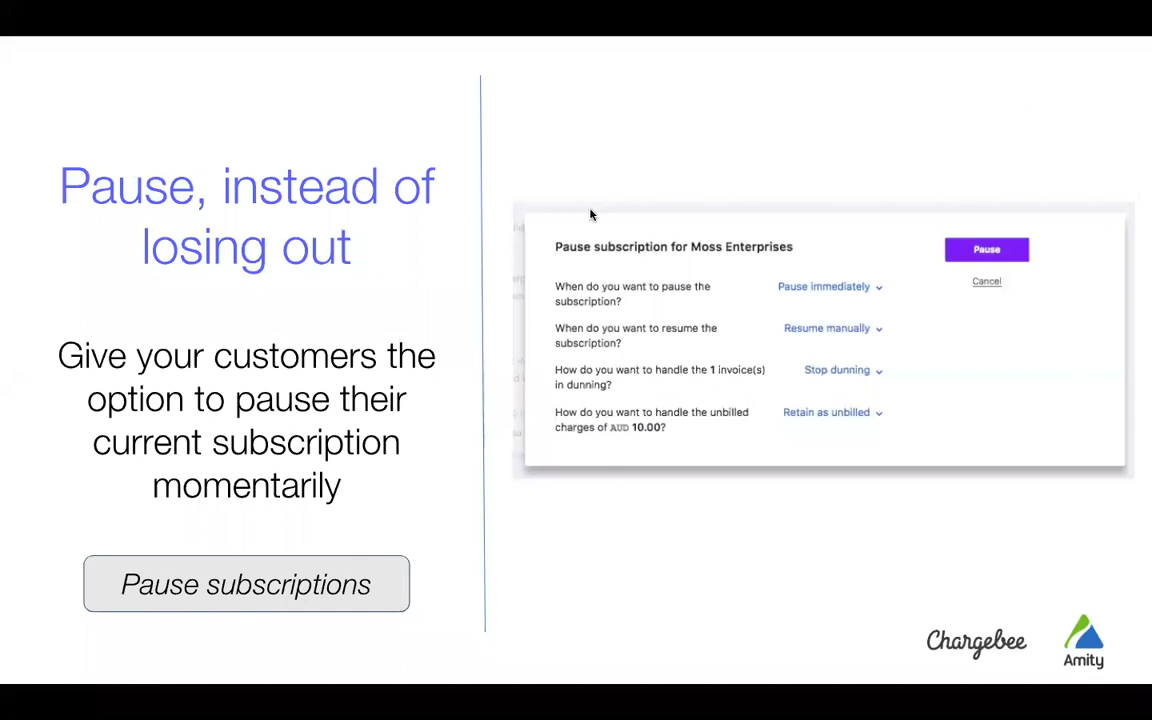 Pause, instead of
losing out
Give your customers the
option to pause their
current subscription
momentarily
Pause subscriptions
Pause subscription for Moss Enterprises
Pause
Cancel
When do you want to pause the
subscription?
Pause immediately
When do you want to resume the
subscription?
Resume manually
How do you want to handle the 1 invoice(s)
in dunning?
Stop dunning
How do you want to handle the unbilled
charges of AUD 10.00?
Retain as unbilled
Chargebee
Amity